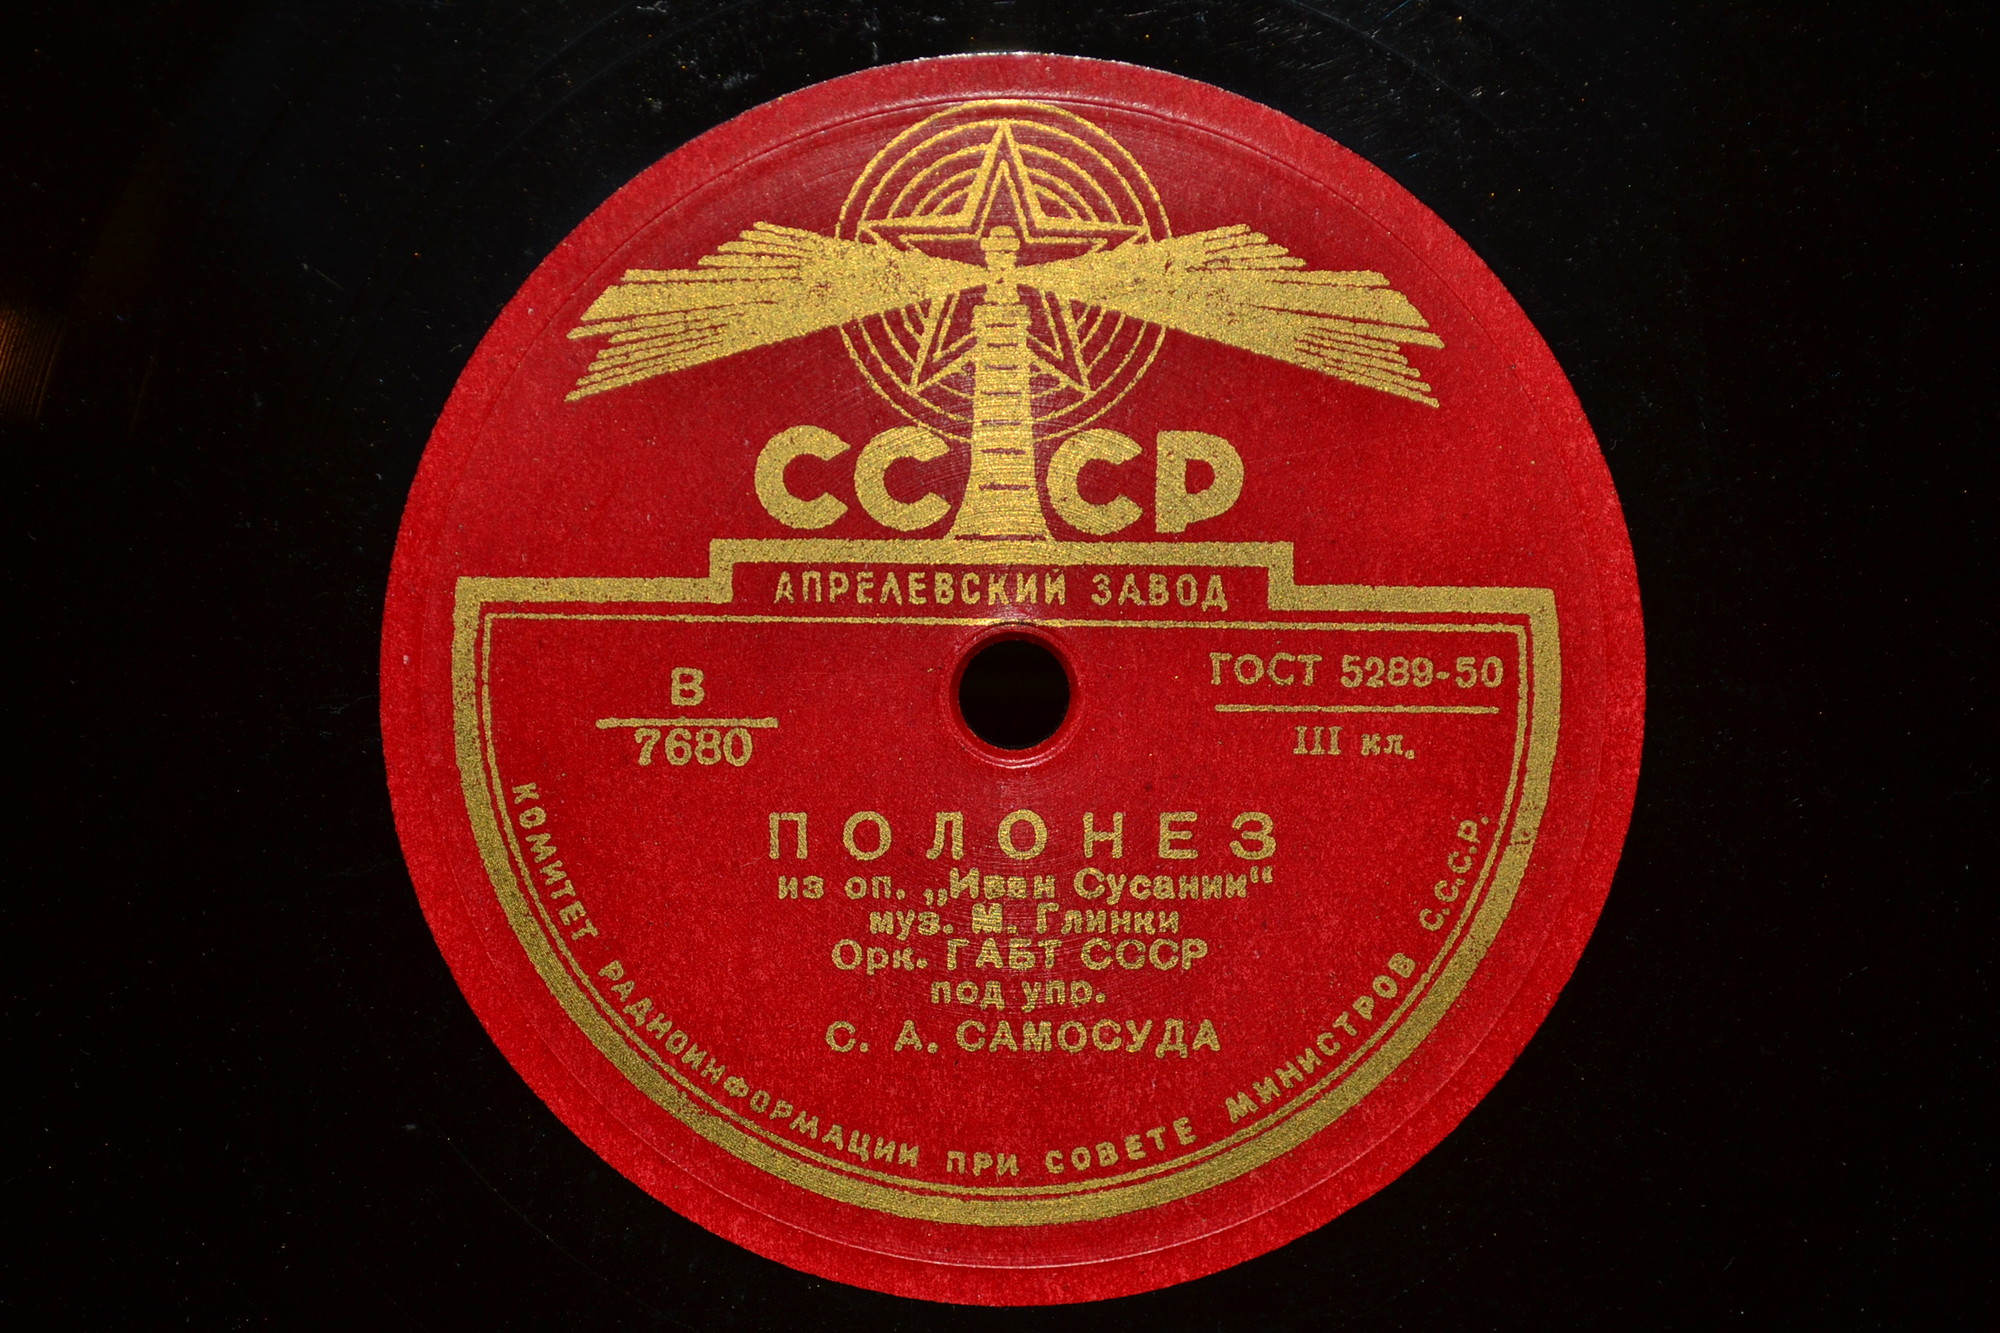 СССР
АПРЕЛЕВСКИЙ ЗАВОД
В
7680
ГОСТ 5289-50
III кл.
ПОЛОНЕЗ
из оп. „Иван Сусанин“
муз. М. Глинки
Орк. ГАБТ СССР
под упр.
С. А. САМОСУДА
КОМИТЕТ РАДИОИНФОРМАЦИИ ПРИ СОВЕТЕ МИНИСТРОВ С.С.С.Р.